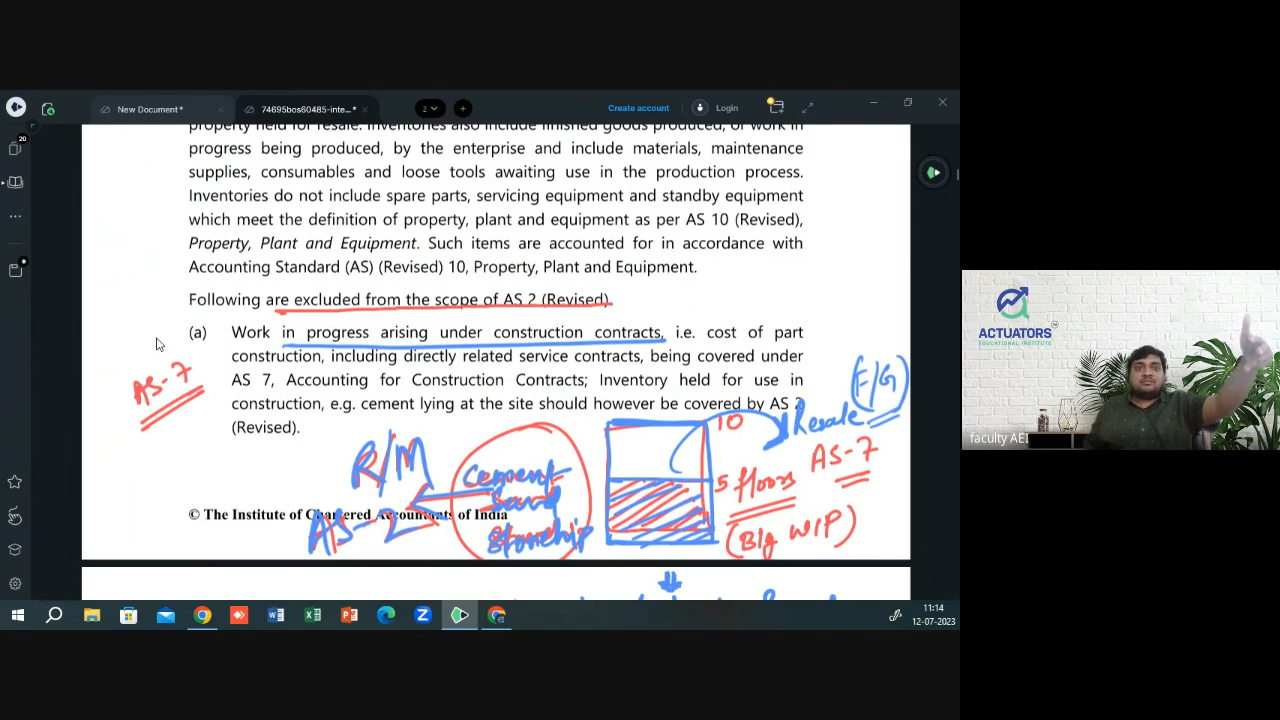 New Document*
74695bos60485-inte...*
2
Create account
Login
20
property held for resale. Inventories also include finished goods produced, or work in
progress being produced, by the enterprise and include materials, maintenance
supplies, consumables and loose tools awaiting use in the production process.
Inventories do not include spare parts, servicing equipment and standby equipment
which meet the definition of property, plant and equipment as per AS 10 (Revised),
Property, Plant and Equipment. Such items are accounted for in accordance with
Accounting Standard (AS) (Revised) 10, Property, Plant and Equipment.
Following are excluded from the scope of AS 2 (Revised)
(a) Work in progress arising under construction contracts, i.e. cost of part
construction, including directly related service contracts, being covered under
AS 7, Accounting for Construction Contracts; Inventory held for use in
construction, e.g. cement lying at the site should however be covered by AS 2
(Revised).
AS-7
R/M
AS-2
cement
Sand
Stonchip
10
5 floors
(Big WIP)
Resale
(F/G)
AS-7
© The Institute of Chartered Accountants of India
ACTUATORS
EDUCATIONAL INSTITUTE
faculty AEI
11:14
12-07-2023